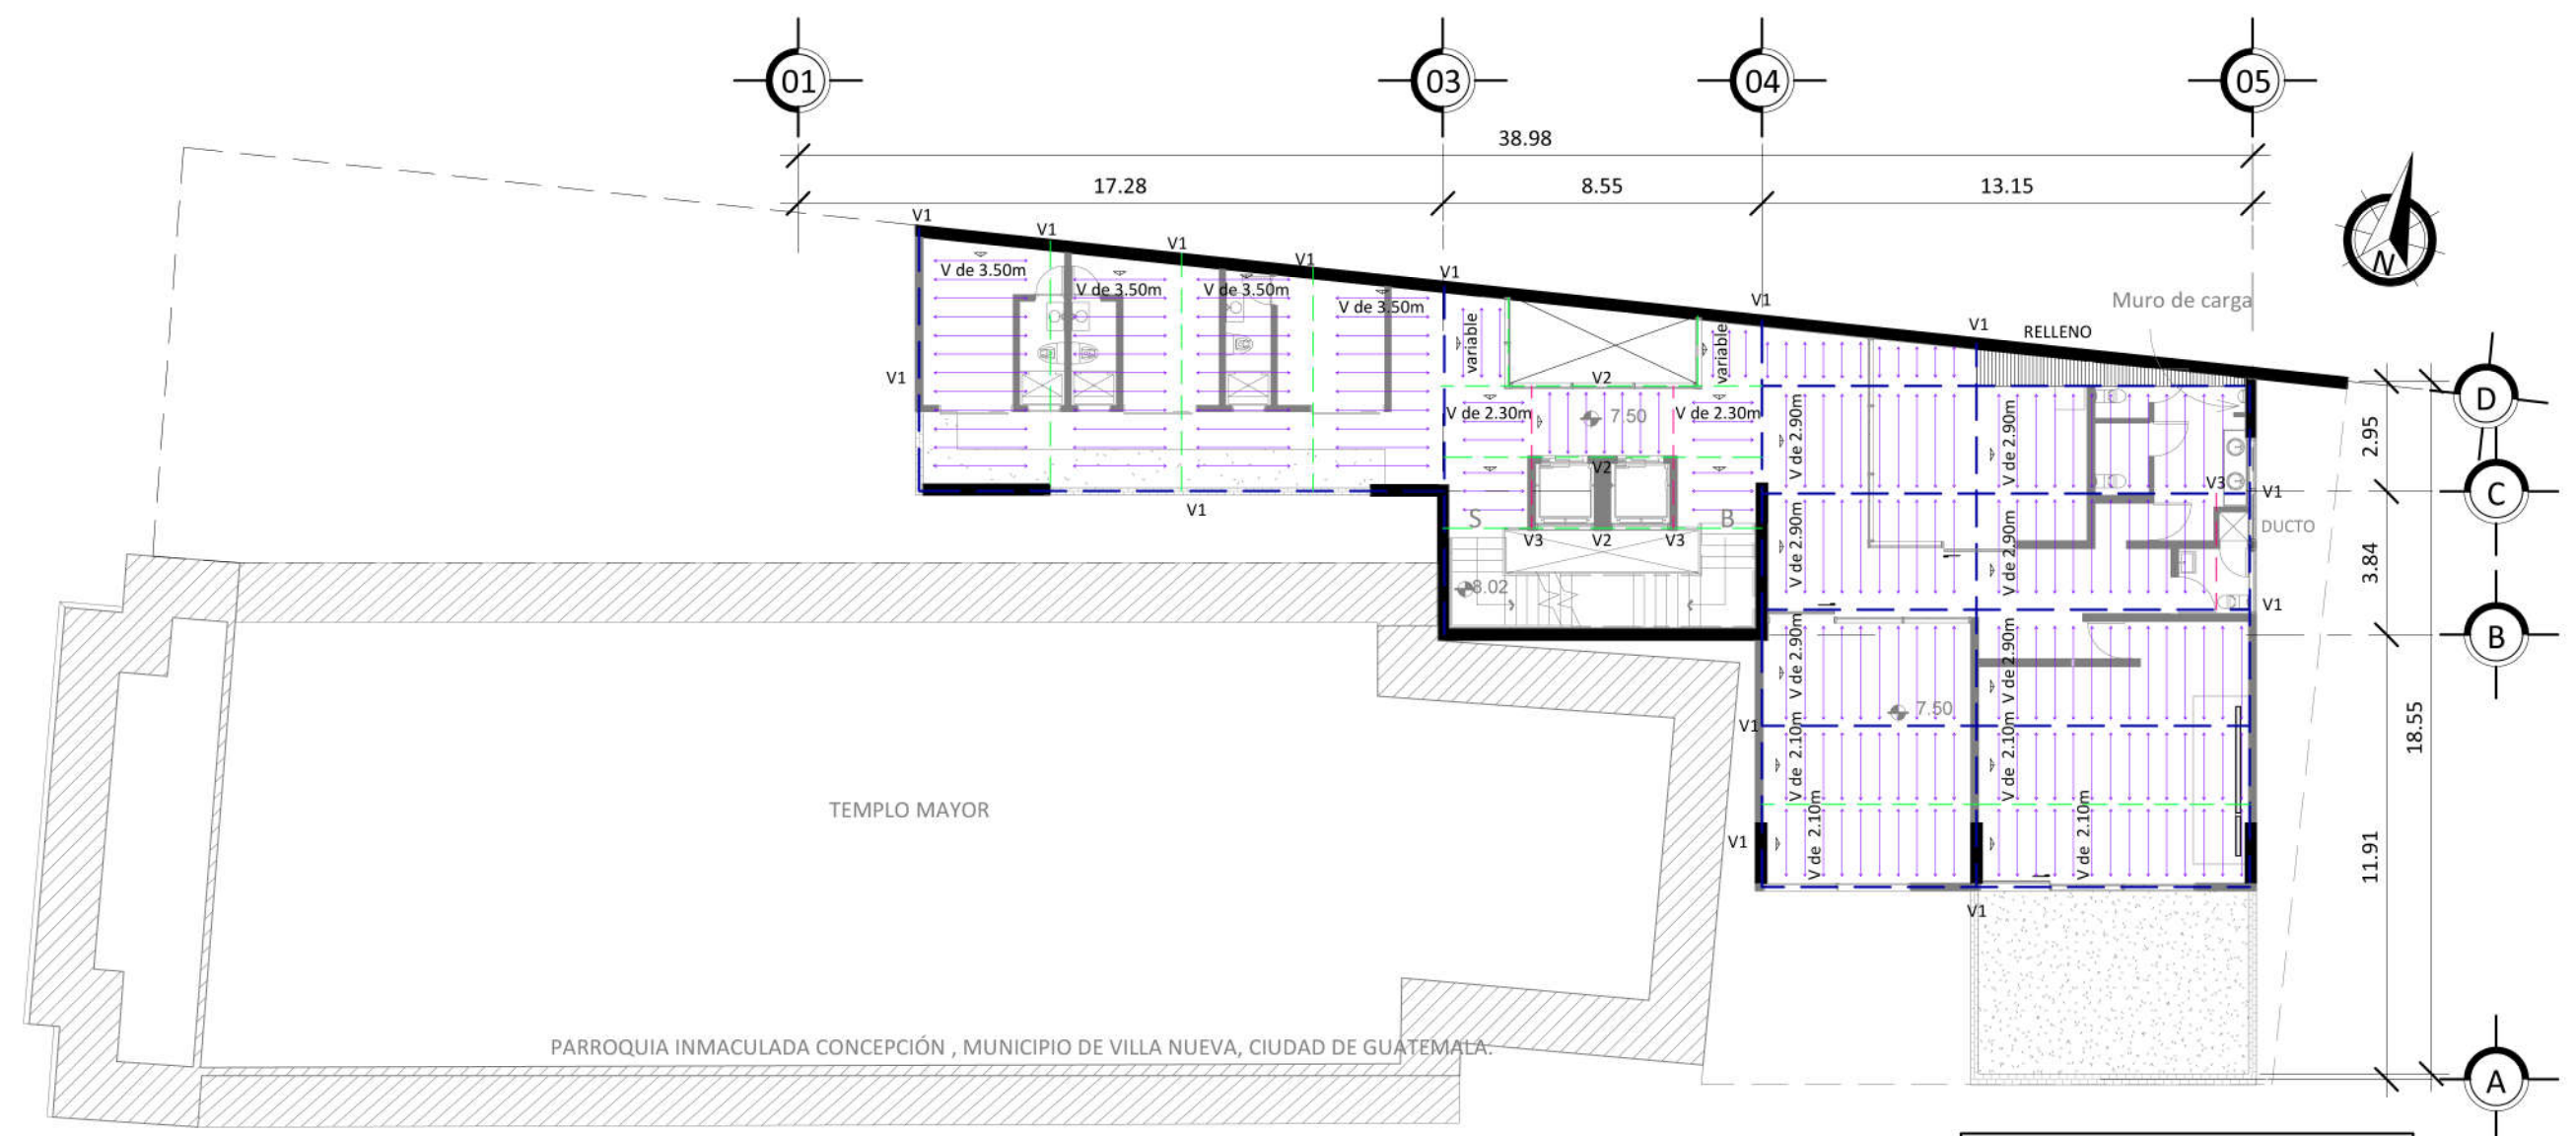 01
03
04
05
38.98
17.28
8.55
13.15
V1
V1
V1
V1
V1
V1
V1
V de 3.50m
V de 3.50m
V de 3.50m
V de 3.50m
N
Muro de carga
RELLENO
variable
variable
V1
V2
D
V de 2.30m
7.50
V de 2.30m
V de 2.90m
V de 2.90m
2.95
V2
V3
V1
C
V1
S
B
DUCTO
V3
V2
V3
V de 2.90m
V de 2.90m
3.84
8.02
V1
B
V de 2.90m
V de 2.90m
7.50
V1
18.55
V de 2.10m
V de 2.10m
TEMPLO MAYOR
V1
V de 2.10m
V de 2.10m
11.91
V1
PARROQUIA INMACULADA CONCEPCIÓN , MUNICIPIO DE VILLA NUEVA, CIUDAD DE GUATEMALA.
A